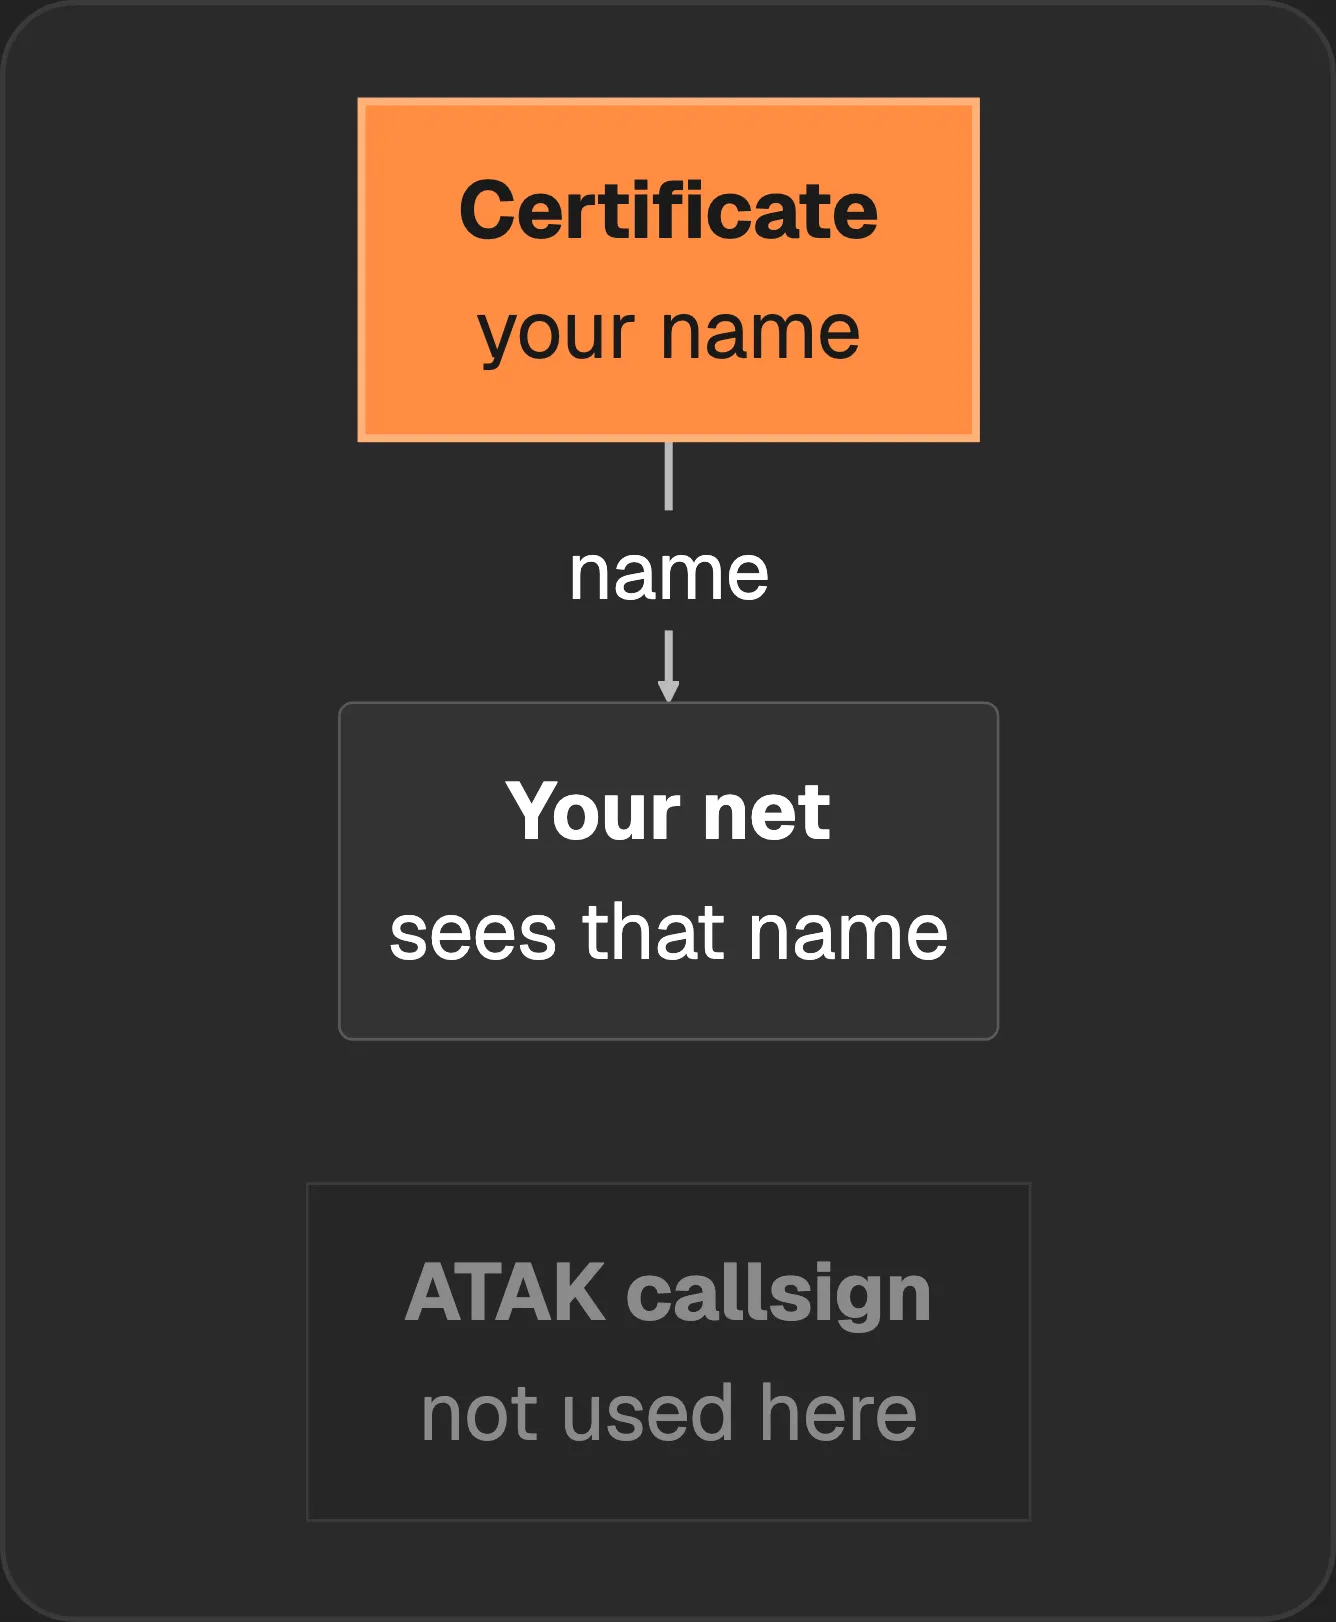 Certificate
your name
name
Your net
sees that name
ATAK callsign
not used here